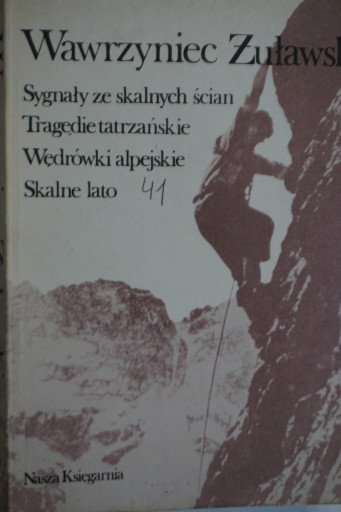 Wawrzyniec Żuławsk
Sygnały ze skalnych ścian
Tragedie tatrzańskie
Wędrówki alpejskie
Skalne lato 41
Nasza Księgarnia